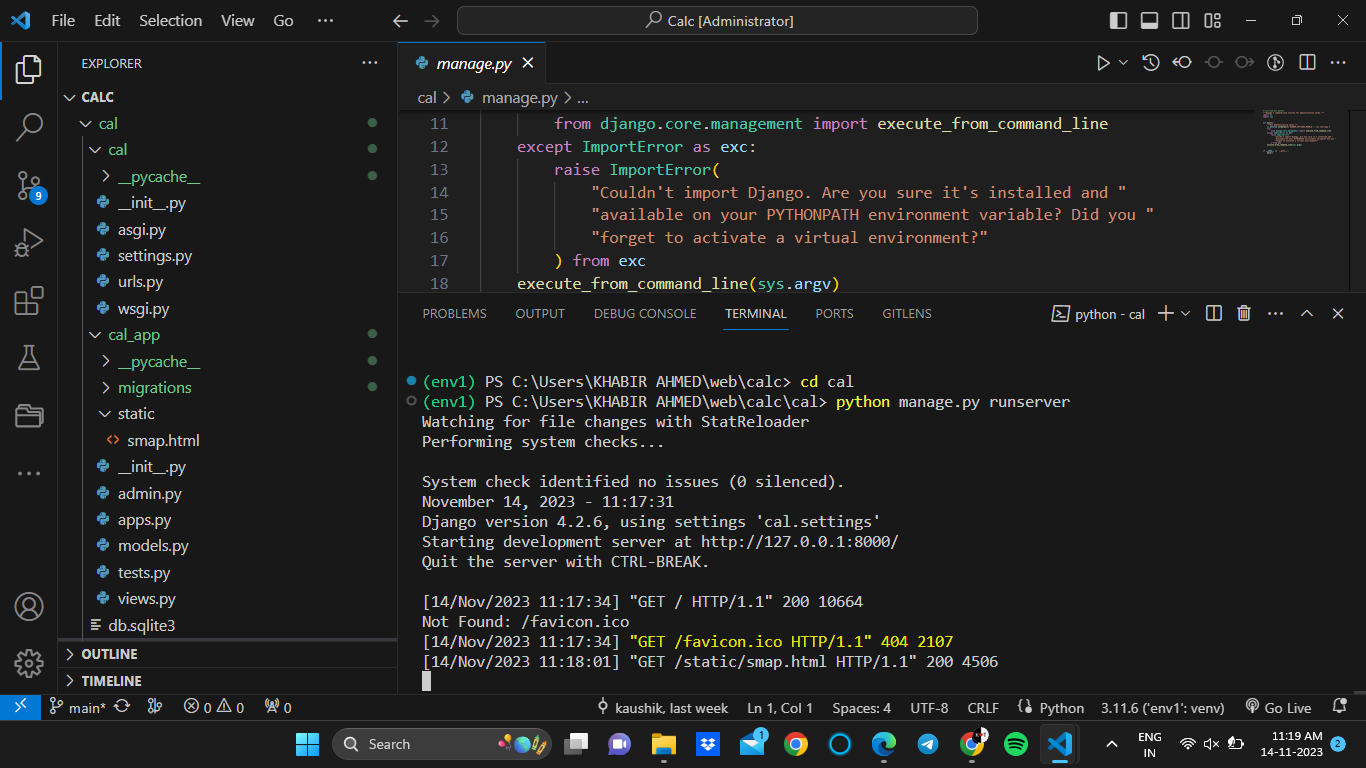 File Edit Selection View Go ···
Calc [Administrator]
EXPLORER
CALC
cal
cal
__pycache__
__init__.py
asgi.py
settings.py
urls.py
wsgi.py
cal_app
__pycache__
migrations
static
smap.html
__init__.py
admin.py
apps.py
models.py
tests.py
views.py
db.sqlite3
OUTLINE
TIMELINE
9
manage.py
cal > manage.py > ...
11 from django.core.management import execute_from_command_line
12 except ImportError as exc:
13 raise ImportError(
14 "Couldn't import Django. Are you sure it's installed and "
15 "available on your PYTHONPATH environment variable? Did you "
16 "forget to activate a virtual environment?"
17 ) from exc
18 execute_from_command_line(sys.argv)
PROBLEMS OUTPUT DEBUG CONSOLE TERMINAL PORTS GITLENS
python - cal
(env1) PS C:\Users\KHABIR AHMED\web\calc> cd cal
(env1) PS C:\Users\KHABIR AHMED\web\calc\cal> python manage.py runserver
Watching for file changes with StatReloader
Performing system checks...
System check identified no issues (0 silenced).
November 14, 2023 - 11:17:31
Django version 4.2.6, using settings 'cal.settings'
Starting development server at http://127.0.0.1:8000/
Quit the server with CTRL-BREAK.
[14/Nov/2023 11:17:34] "GET / HTTP/1.1" 200 10664
Not Found: /favicon.ico
[14/Nov/2023 11:17:34] "GET /favicon.ico HTTP/1.1" 404 2107
[14/Nov/2023 11:18:01] "GET /static/smap.html HTTP/1.1" 200 4506
main* 0 0 0 kaushik, last week Ln 1, Col 1 Spaces: 4 UTF-8 CRLF Python 3.11.6 ('env1': venv) Go Live
Search
1
ENG
IN
11:19 AM
14-11-2023
2